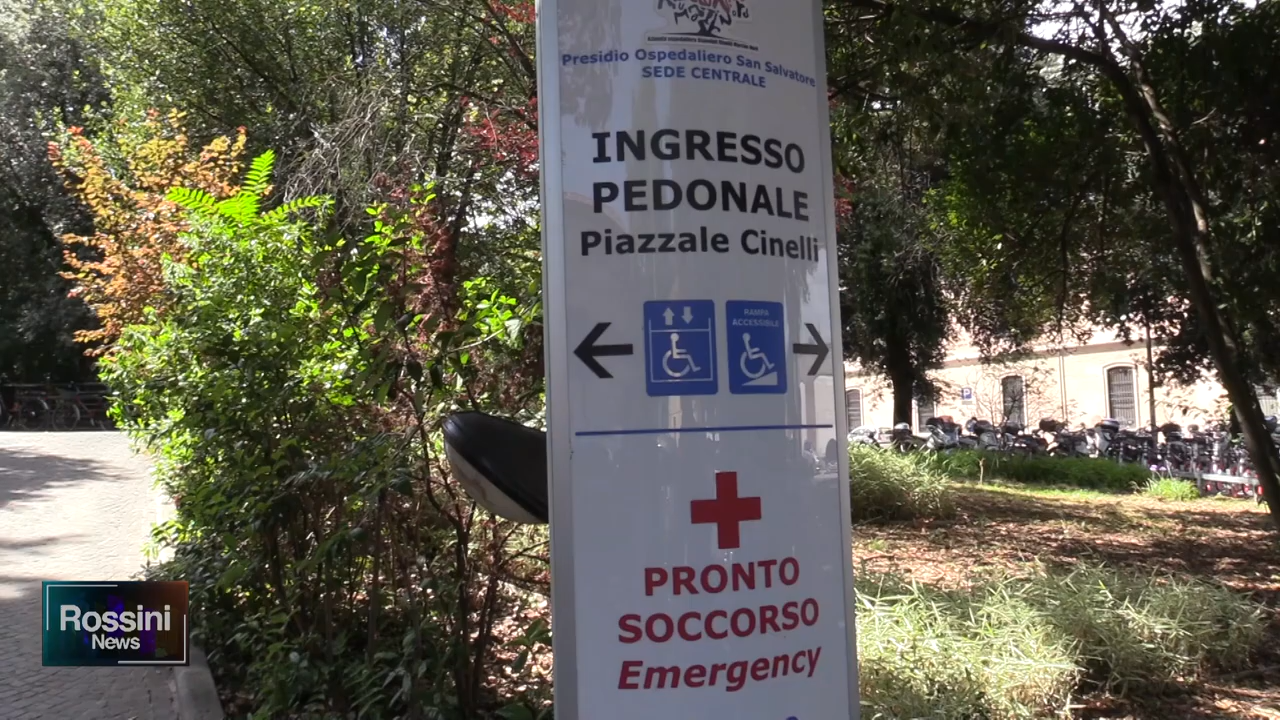 Presidio Ospedaliero San Salvatore
SEDE CENTRALE
INGRESSO
PEDONALE
Piazzale Cinelli
RAMPA
ACCESSIBILE
PRONTO
SOCCORSO
Emergency
Rossini
News